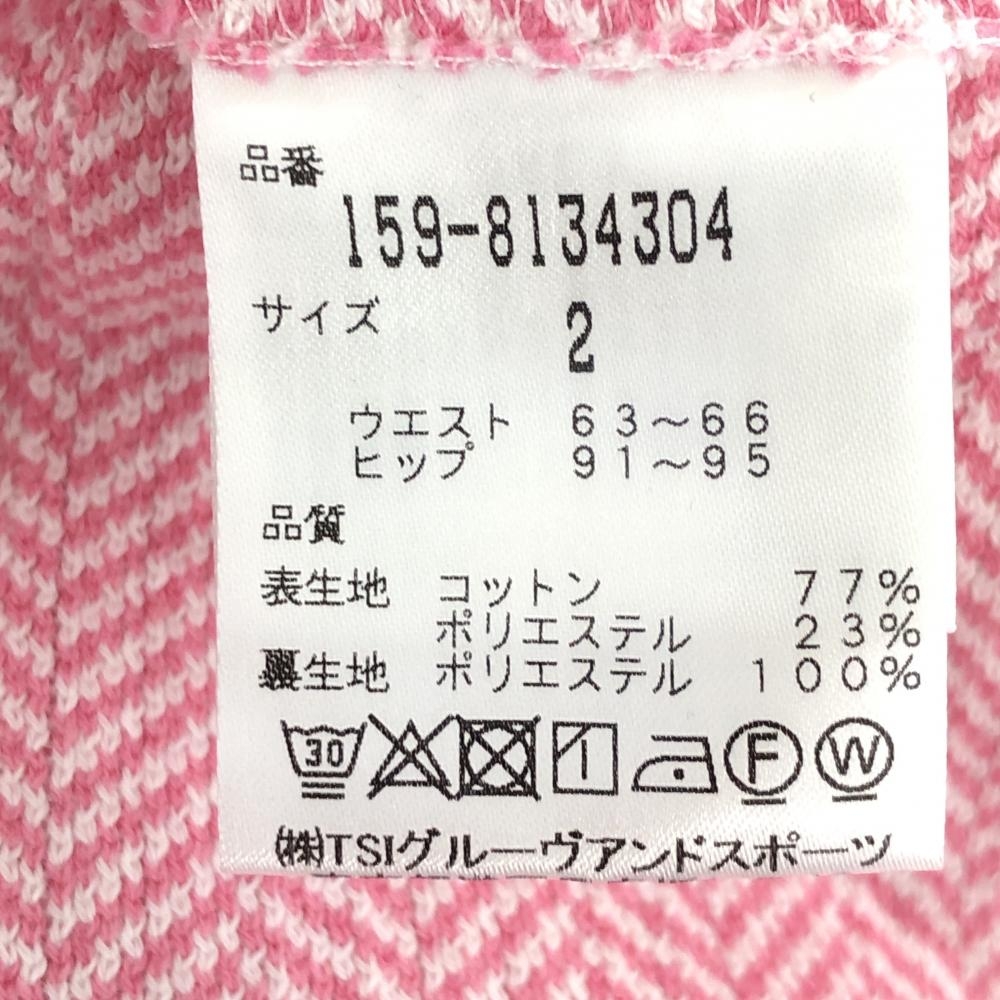 品番
159-8134304
サイズ 2
ウエスト 63～66
ヒップ 91～95
品質
表生地 コットン 77%
ポリエステル 23%
裏生地 ポリエステル 100%
30 F W
(株)TSIグルーヴアンドスポーツ